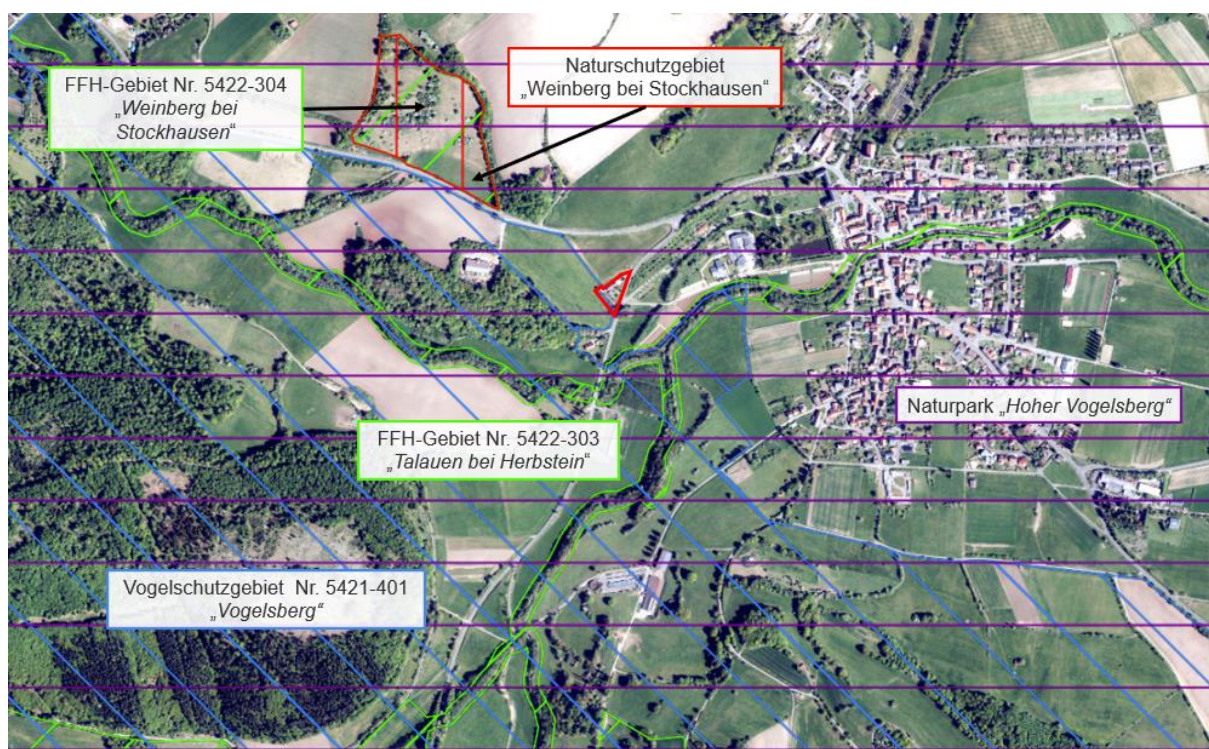 FFH-Gebiet Nr. 5422-304
„Weinberg bei
Stockhausen“
Naturschutzgebiet
„Weinberg bei Stockhausen“
Naturpark „Hoher Vogelsberg“
FFH-Gebiet Nr. 5422-303
„Talauen bei Herbstein“
Vogelschutzgebiet Nr. 5421-401
„Vogelsberg“